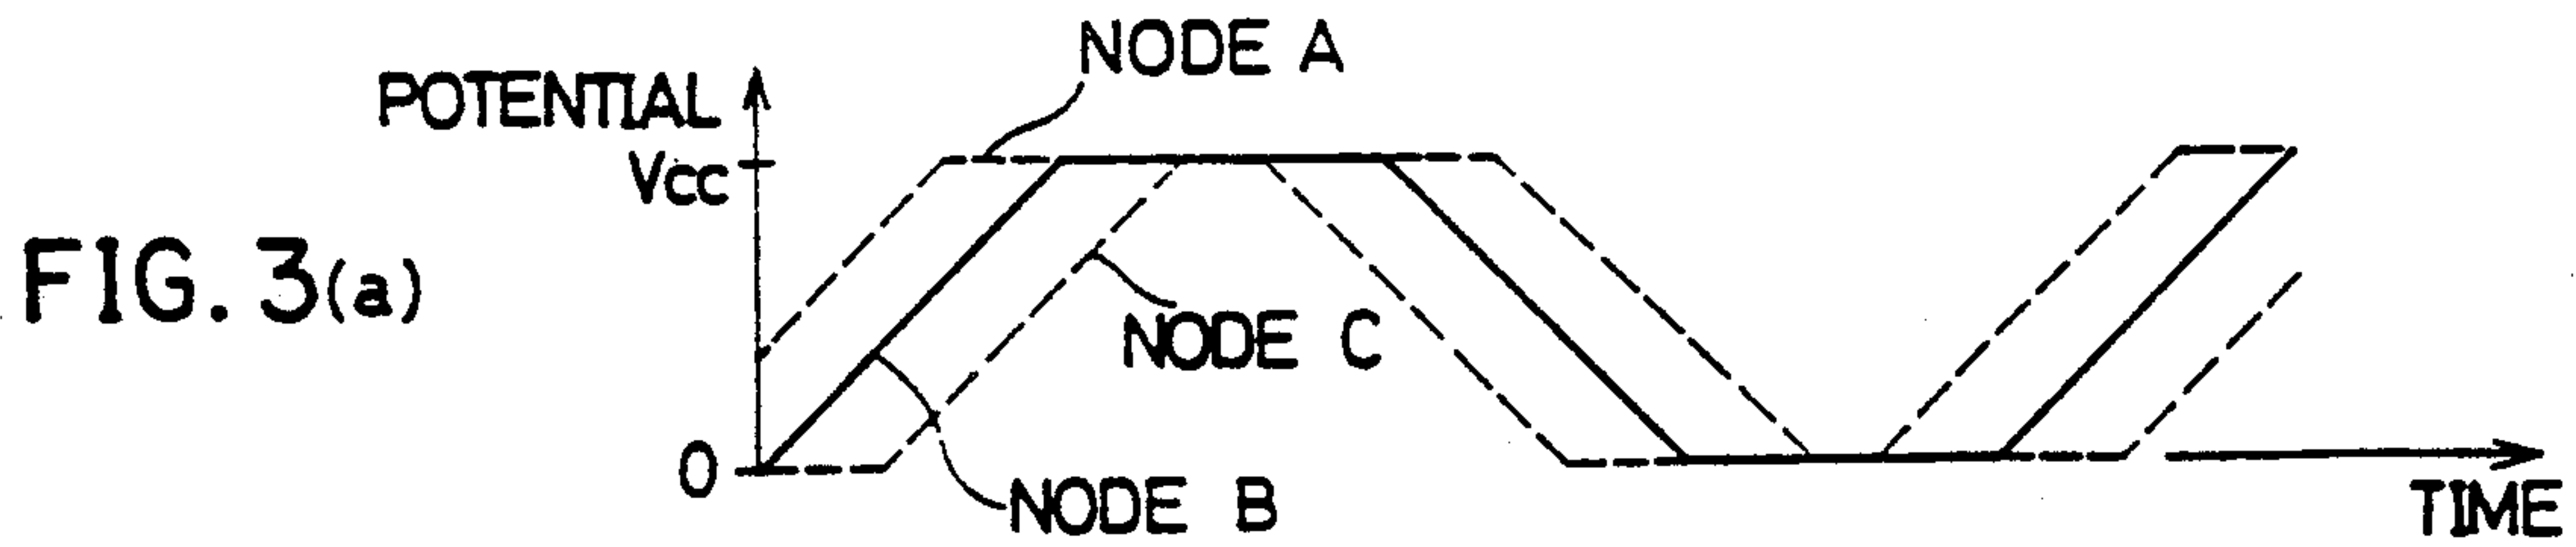 NODE A
POTENTIAL
Vcc
FIG. 3(a)
NODE C
0
NODE B
TIME